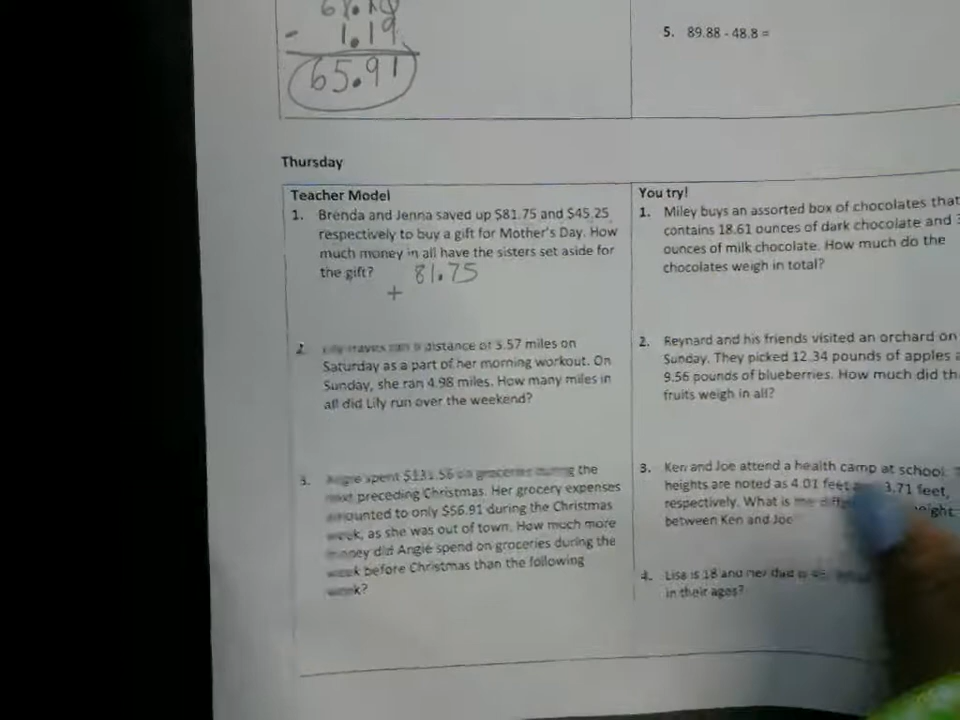 - 1.19
65.91
5. 89.88 - 48.8 =
Thursday
Teacher Model
1. Brenda and Jenna saved up $81.75 and $45.25
respectively to buy a gift for Mother's Day. How
much money in all have the sisters set aside for
the gift? 81.75
+
2. distance of 3.57 miles on
Saturday as a part of her morning workout. On
Sunday, she ran 4.98 miles. How many miles in
all did Lily run over the weekend?
3. Angie spent $131.56 on groceries during the
preceding Christmas. Her grocery expenses
amounted to only $56.91 during the Christmas
week, as she was out of town. How much more
money did Angie spend on groceries during the
week before Christmas than the following
week?
You try!
1. Miley buys an assorted box of chocolates that
contains 18.61 ounces of dark chocolate and
ounces of milk chocolate. How much do the
chocolates weigh in total?
2. Reynard and his friends visited an orchard on
Sunday. They picked 12.34 pounds of apples
9.56 pounds of blueberries. How much did
fruits weigh in all?
3. Ken and Joe attend a health camp at school.
heights are noted as 4.01 feet 3.71 feet,
respectively. What is the
between Ken and Joe
4. Lisa is 18 and her dad is
in their ages?